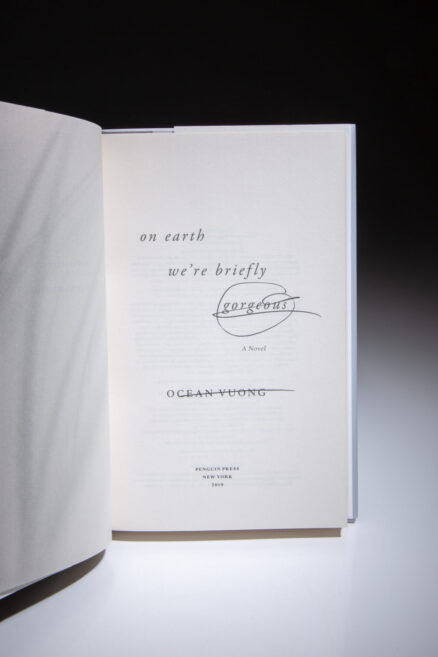 on earth
we're briefly
gorgeous
A Novel
OCEAN VUONG
PENGUIN PRESS
NEW YORK
2019